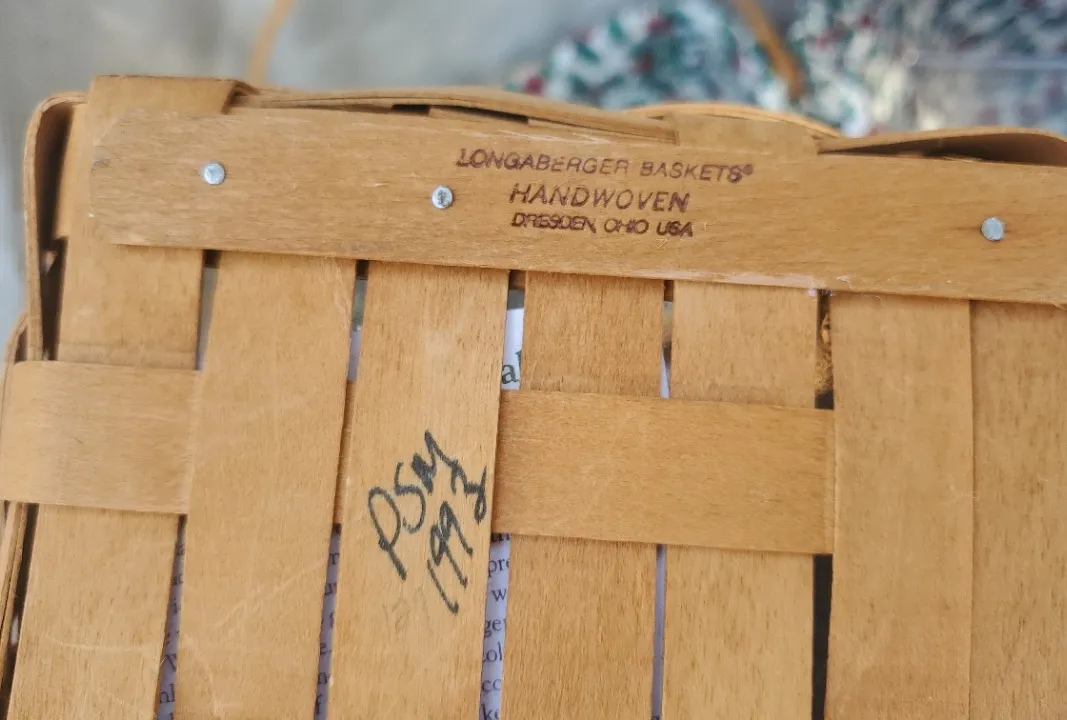 LONGABERGER BASKETS®
HANDWOVEN
DRESDEN, OHIO USA
PSM
1993